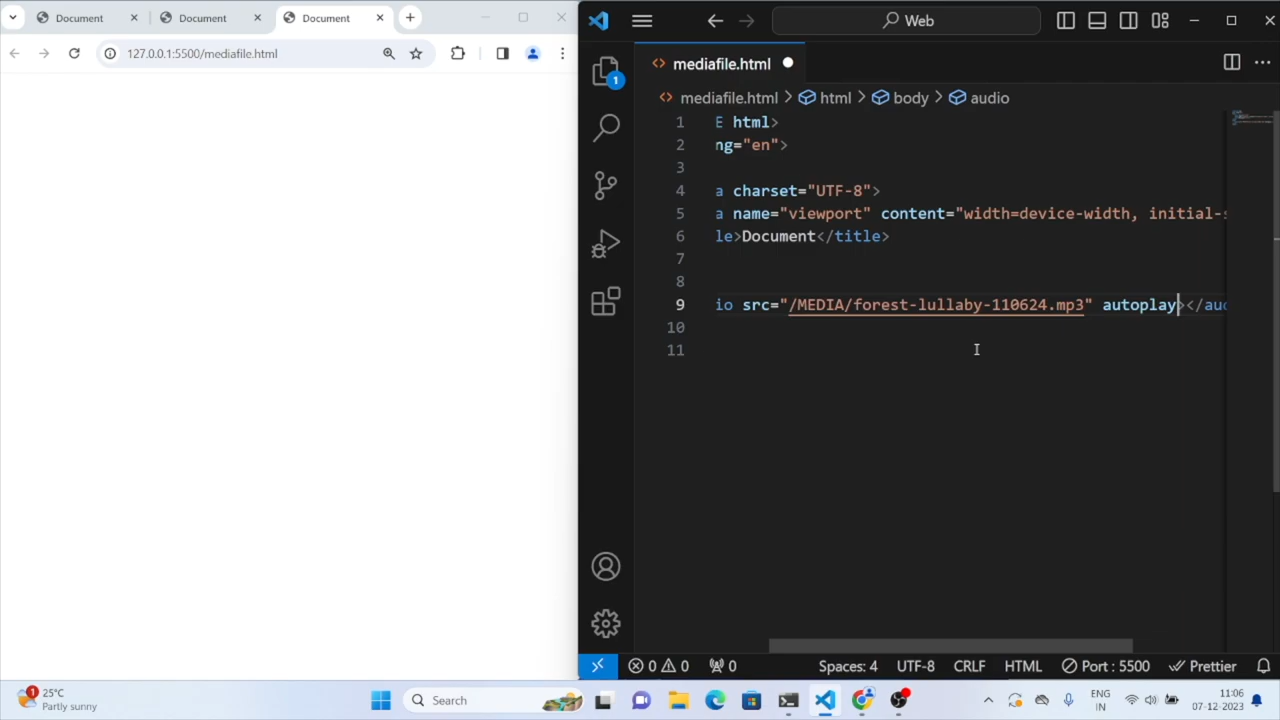 Document
Document
Document
127.0.0.1:5500/mediafile.html
Web
1
mediafile.html
mediafile.html > html > body > audio
1 E html>
2 ng="en">
3
4 a charset="UTF-8">
5 a name="viewport" content="width=device-width, initial-s
6 le>Document</title>
7
8
9 io src="/MEDIA/forest-lullaby-110624.mp3" autoplay></aud
10
11
0 0 0 Spaces: 4 UTF-8 CRLF HTML Port : 5500 Prettier
1
25°C
Partly sunny
Search
ENG
IN
11:06
07-12-2023